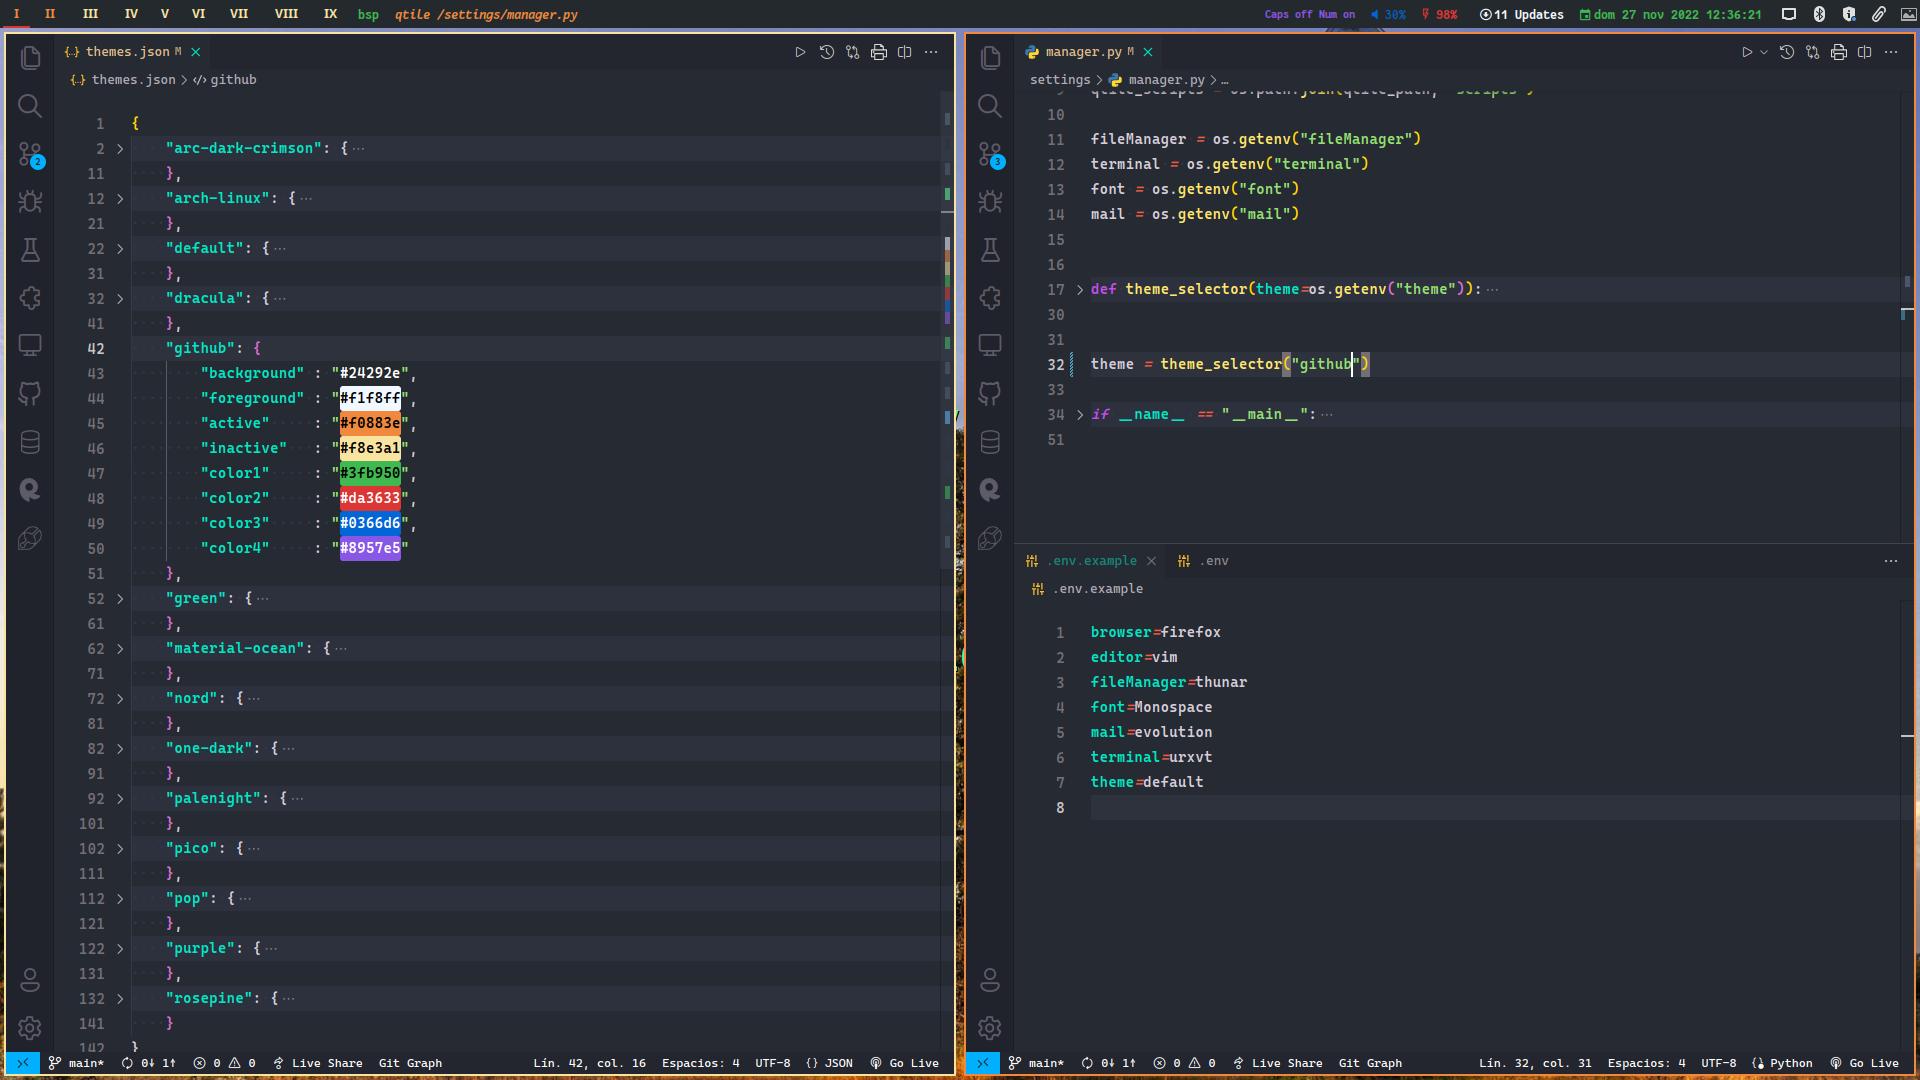 I II III IV V VI VII VIII IX bsp qtile /settings/manager.py
Caps off Num on 30% 98% 11 Updates dom 27 nov 2022 12:36:21
themes.json M
themes.json > github
1 {
2 "arc-dark-crimson": { ···
11 },
12 "arch-linux": { ···
21 },
22 "default": { ···
31 },
32 "dracula": { ···
41 },
42 "github": {
43 "background" : "#24292e",
44 "foreground" : "#f1f8ff",
45 "active" : "#f0883e",
46 "inactive" : "#f8e3a1",
47 "color1" : "#3fb950",
48 "color2" : "#da3633",
49 "color3" : "#0366d6",
50 "color4" : "#8957e5"
51 },
52 "green": { ···
61 },
62 "material-ocean": { ···
71 },
72 "nord": { ···
81 },
82 "one-dark": { ···
91 },
92 "palenight": { ···
101 },
102 "pico": { ···
111 },
112 "pop": { ···
121 },
122 "purple": { ···
131 },
132 "rosepine": { ···
141 }
142 }
2
main* 0↓ 1↑ 0 0 Live Share Git Graph Lín. 42, col. 16 Espacios: 4 UTF-8 {} JSON Go Live
manager.py M
settings > manager.py > ...
9 qtile_scripts = os.path.join(qtile_path, "scripts")
10
11 fileManager = os.getenv("fileManager")
12 terminal = os.getenv("terminal")
13 font = os.getenv("font")
14 mail = os.getenv("mail")
15
16
17 def theme_selector(theme=os.getenv("theme")): ···
30
31
32 theme = theme_selector("github")
33
34 if __name__ == "__main__": ···
51
3
.env.example .env
.env.example
1 browser=firefox
2 editor=vim
3 fileManager=thunar
4 font=Monospace
5 mail=evolution
6 terminal=urxvt
7 theme=default
8
main* 0↓ 1↑ 0 0 Live Share Git Graph Lín. 32, col. 31 Espacios: 4 UTF-8 Python Go Live